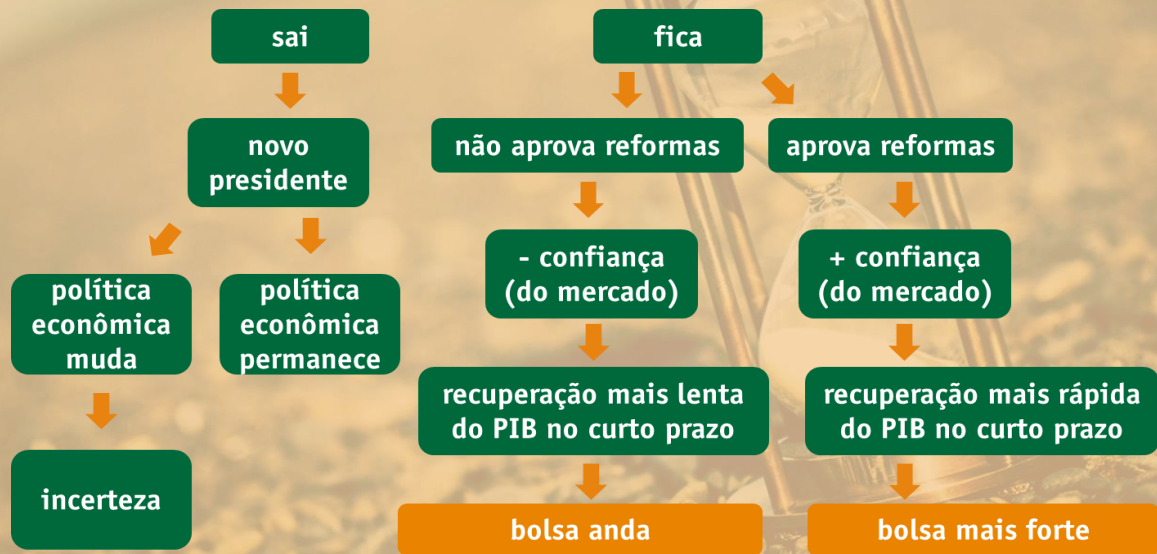 sai
fica
novo
presidente
não aprova reformas
aprova reformas
- confiança
(do mercado)
+ confiança
(do mercado)
política
econômica
muda
política
econômica
permanece
recuperação mais lenta
do PIB no curto prazo
recuperação mais rápida
do PIB no curto prazo
incerteza
bolsa anda
bolsa mais forte